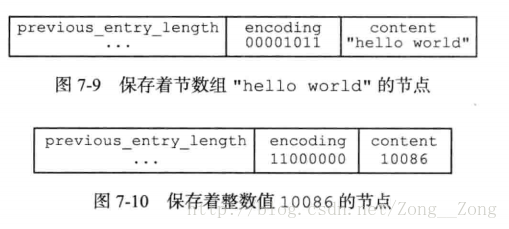 previous_entry_length encoding content
... 00001011 "hello world"
图 7-9 保存着节数组 "hello world" 的节点
previous_entry_length encoding content
... 11000000 10086
图 7-10 保存着整数值 10086 的节点
http://blog.csdn.net/Zong__Zong